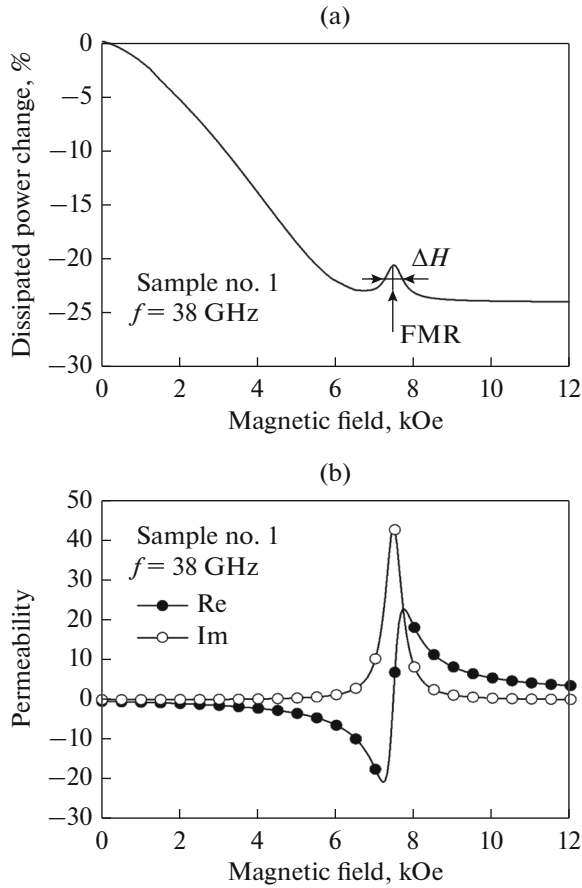 (a)
Dissipated power change, %
0
−5
−10
−15
−20
−25
−30
Sample no. 1
f = 38 GHz
ΔH
FMR
0 2 4 6 8 10 12
Magnetic field, kOe
(b)
Permeability
50
40
30
20
10
0
−10
−20
−30
Sample no. 1
f = 38 GHz
Re
Im
0 2 4 6 8 10 12
Magnetic field, kOe